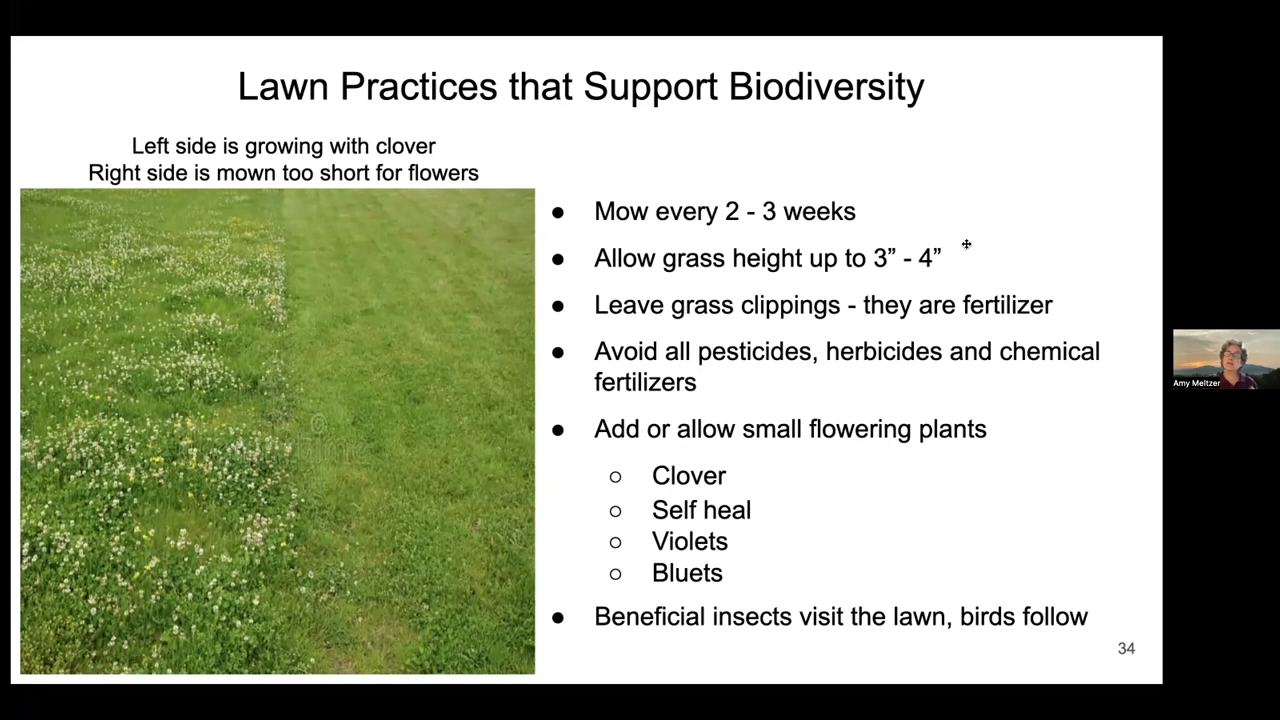 Lawn Practices that Support Biodiversity
Left side is growing with clover
Right side is mown too short for flowers
● Mow every 2 - 3 weeks
● Allow grass height up to 3” - 4”
● Leave grass clippings - they are fertilizer
● Avoid all pesticides, herbicides and chemical
fertilizers
● Add or allow small flowering plants
○ Clover
○ Self heal
○ Violets
○ Bluets
● Beneficial insects visit the lawn, birds follow
34
Amy Meltzer